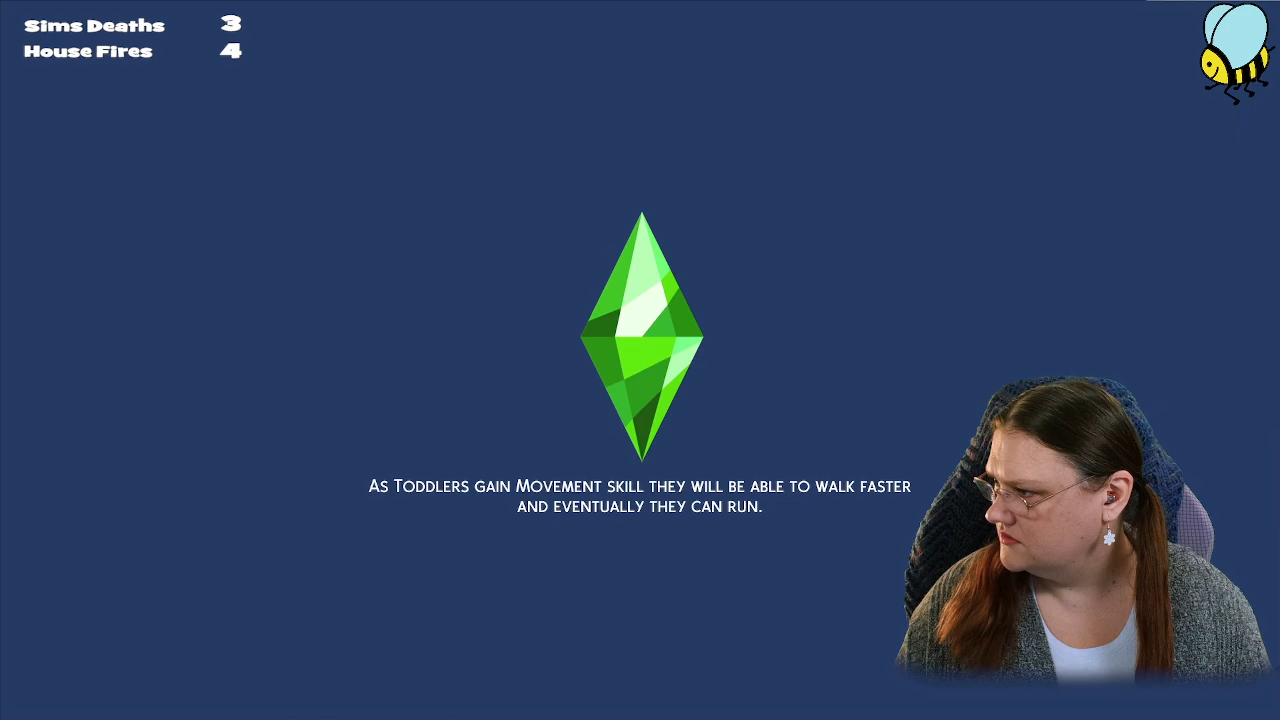 Sims Deaths 3
House Fires 4
As Toddlers gain Movement skill they will be able to walk faster
and eventually they can run.